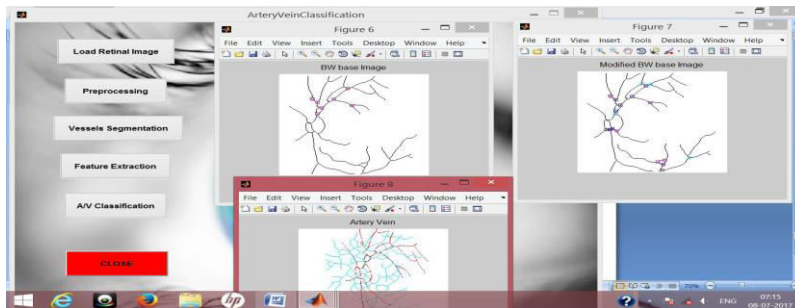 ArteryVeinClassification
Load Retinal Image
Preprocessing
Vessels Segmentation
Feature Extraction
A/V Classification
CLOSE
Figure 6
File Edit View Insert Tools Desktop Window Help
BW base Image
Figure 7
File Edit View Insert Tools Desktop Window Help
Modified BW base Image
Figure 8
File Edit View Insert Tools Desktop Window Help
Artery Vein
70%
hp
ENG
07:15
08-07-2017